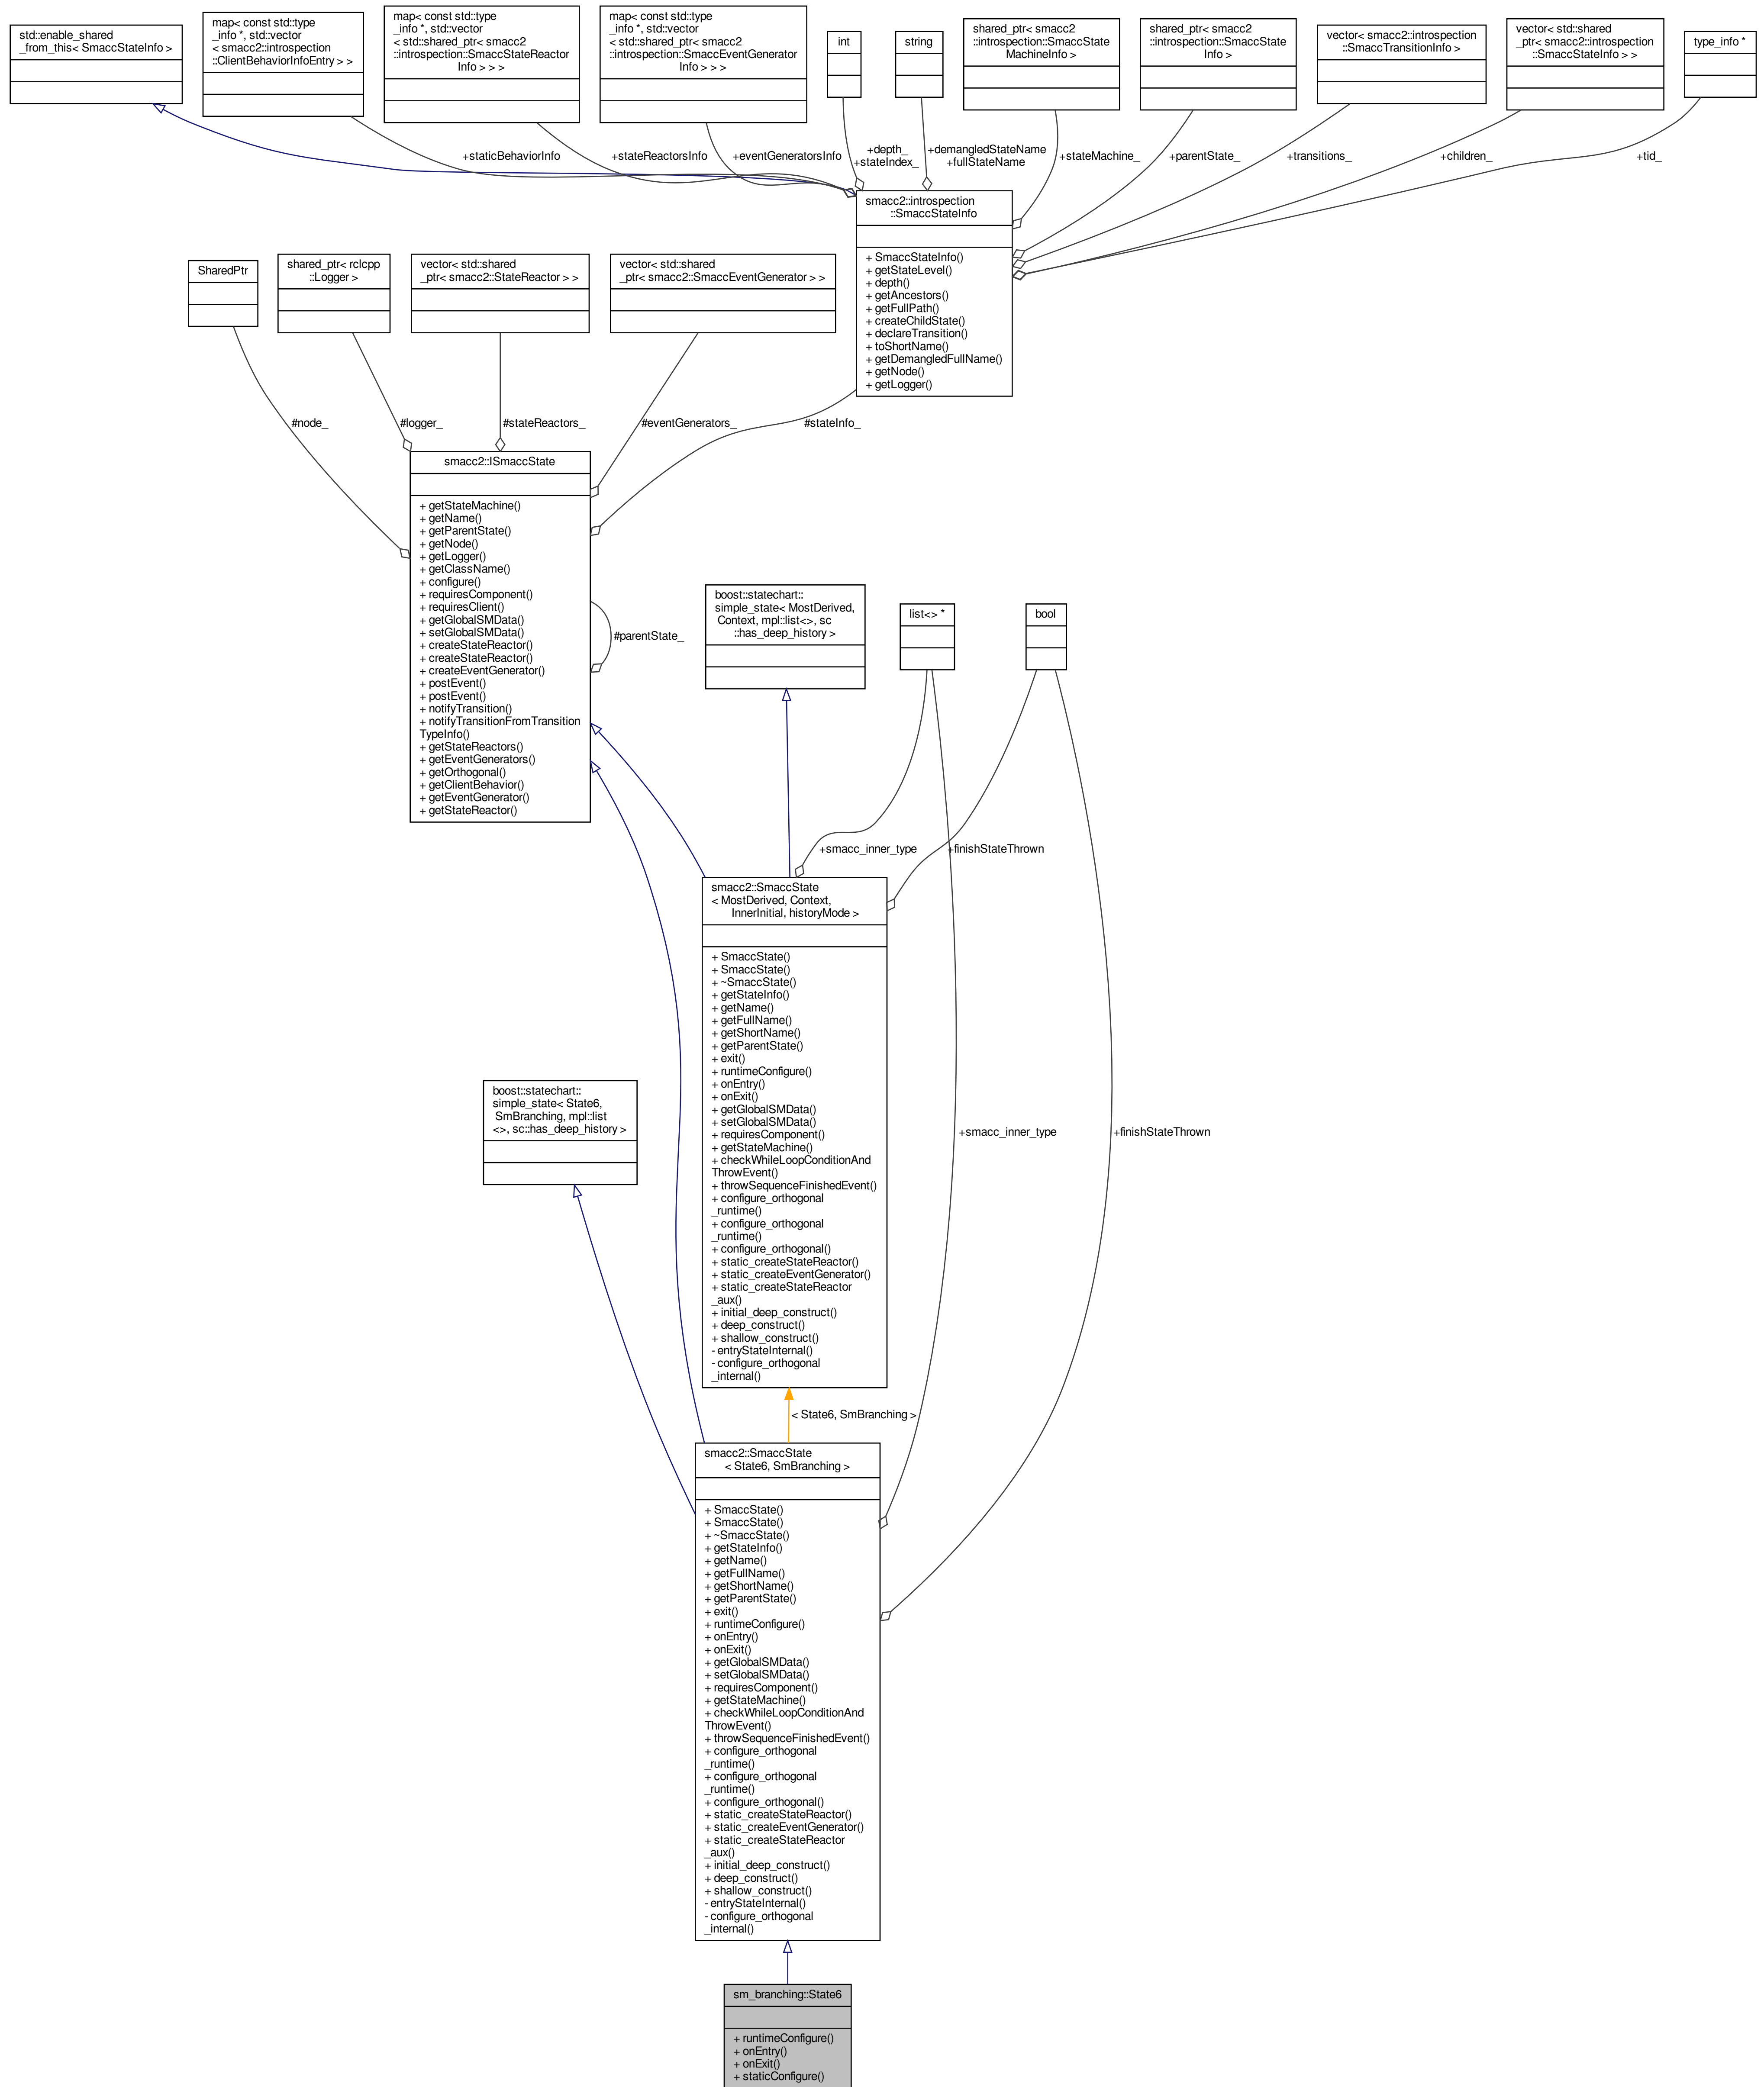 std::enable_shared
_from_this< SmaccStateInfo >
map< const std::type
_info *, std::vector
< smacc2::introspection
::ClientBehaviorInfoEntry > >
map< const std::type
_info *, std::vector
< std::shared_ptr< smacc2
::introspection::SmaccStateReactor
Info > > >
map< const std::type
_info *, std::vector
< std::shared_ptr< smacc2
::introspection::SmaccEventGenerator
Info > > >
int
string
shared_ptr< smacc2
::introspection::SmaccState
MachineInfo >
shared_ptr< smacc2
::introspection::SmaccState
Info >
vector< smacc2::introspection
::SmaccTransitionInfo >
vector< std::shared
_ptr< smacc2::introspection
::SmaccStateInfo > >
type_info *
+staticBehaviorInfo
+stateReactorsInfo
+eventGeneratorsInfo
+depth_
+stateIndex_
+demangledStateName
+fullStateName
+stateMachine_
+parentState_
+transitions_
+children_
+tid_
smacc2::introspection
::SmaccStateInfo
+ SmaccStateInfo()
+ getStateLevel()
+ depth()
+ getAncestors()
+ getFullPath()
+ createChildState()
+ declareTransition()
+ toShortName()
+ getDemangledFullName()
+ getNode()
+ getLogger()
SharedPtr
shared_ptr< rclcpp
::Logger >
vector< std::shared
_ptr< smacc2::StateReactor > >
vector< std::shared
_ptr< smacc2::SmaccEventGenerator > >
#node_
#logger_
#stateReactors_
#eventGenerators_
#stateInfo_
smacc2::ISmaccState
+ getStateMachine()
+ getName()
+ getParentState()
+ getNode()
+ getLogger()
+ getClassName()
+ configure()
+ requiresComponent()
+ requiresClient()
+ getGlobalSMData()
+ setGlobalSMData()
+ createStateReactor()
+ createStateReactor()
+ createEventGenerator()
+ postEvent()
+ postEvent()
+ notifyTransition()
+ notifyTransitionFromTransition
TypeInfo()
+ getStateReactors()
+ getEventGenerators()
+ getOrthogonal()
+ getClientBehavior()
+ getEventGenerator()
+ getStateReactor()
#parentState_
boost::statechart::
simple_state< MostDerived,
Context, mpl::list<>, sc
::has_deep_history >
list<> *
bool
+smacc_inner_type
+finishStateThrown
smacc2::SmaccState
< MostDerived, Context,
InnerInitial, historyMode >
+ SmaccState()
+ SmaccState()
+ ~SmaccState()
+ getStateInfo()
+ getName()
+ getFullName()
+ getShortName()
+ getParentState()
+ exit()
+ runtimeConfigure()
+ onEntry()
+ onExit()
+ getGlobalSMData()
+ setGlobalSMData()
+ requiresComponent()
+ getStateMachine()
+ checkWhileLoopConditionAnd
ThrowEvent()
+ throwSequenceFinishedEvent()
+ configure_orthogonal
_runtime()
+ configure_orthogonal
_runtime()
+ configure_orthogonal()
+ static_createStateReactor()
+ static_createEventGenerator()
+ static_createStateReactor
_aux()
+ initial_deep_construct()
+ deep_construct()
+ shallow_construct()
- entryStateInternal()
- configure_orthogonal
_internal()
boost::statechart::
simple_state< State6,
SmBranching, mpl::list
<>, sc::has_deep_history >
+smacc_inner_type
+finishStateThrown
< State6, SmBranching >
smacc2::SmaccState
< State6, SmBranching >
+ SmaccState()
+ SmaccState()
+ ~SmaccState()
+ getStateInfo()
+ getName()
+ getFullName()
+ getShortName()
+ getParentState()
+ exit()
+ runtimeConfigure()
+ onEntry()
+ onExit()
+ getGlobalSMData()
+ setGlobalSMData()
+ requiresComponent()
+ getStateMachine()
+ checkWhileLoopConditionAnd
ThrowEvent()
+ throwSequenceFinishedEvent()
+ configure_orthogonal
_runtime()
+ configure_orthogonal
_runtime()
+ configure_orthogonal()
+ static_createStateReactor()
+ static_createEventGenerator()
+ static_createStateReactor
_aux()
+ initial_deep_construct()
+ deep_construct()
+ shallow_construct()
- entryStateInternal()
- configure_orthogonal
_internal()
sm_branching::State6
+ runtimeConfigure()
+ onEntry()
+ onExit()
+ staticConfigure()